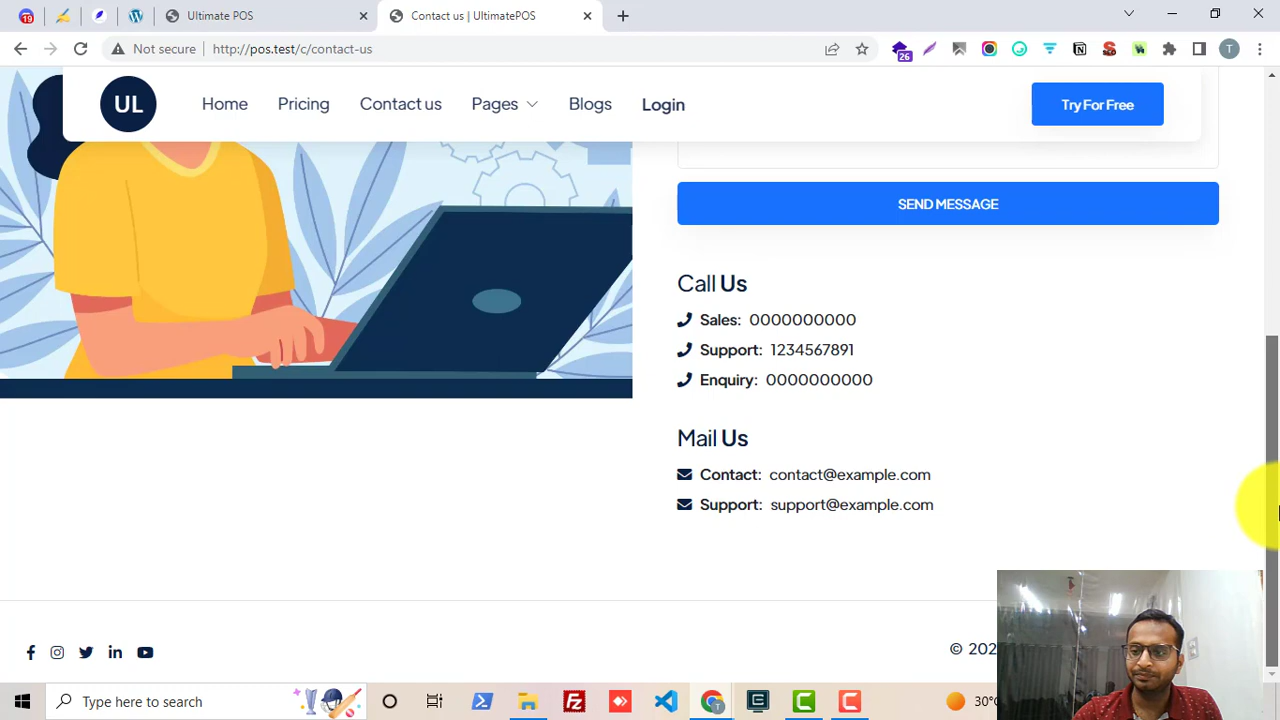 19
Ultimate POS
Contact us | UltimatePOS
Not secure
http://pos.test/c/contact-us
26
T
UL
Home
Pricing
Contact us
Pages
Blogs
Login
Try For Free
SEND MESSAGE
Call Us
Sales: 0000000000
Support: 1234567891
Enquiry: 0000000000
Mail Us
Contact: contact@example.com
Support: support@example.com
©
Type here to search
30°